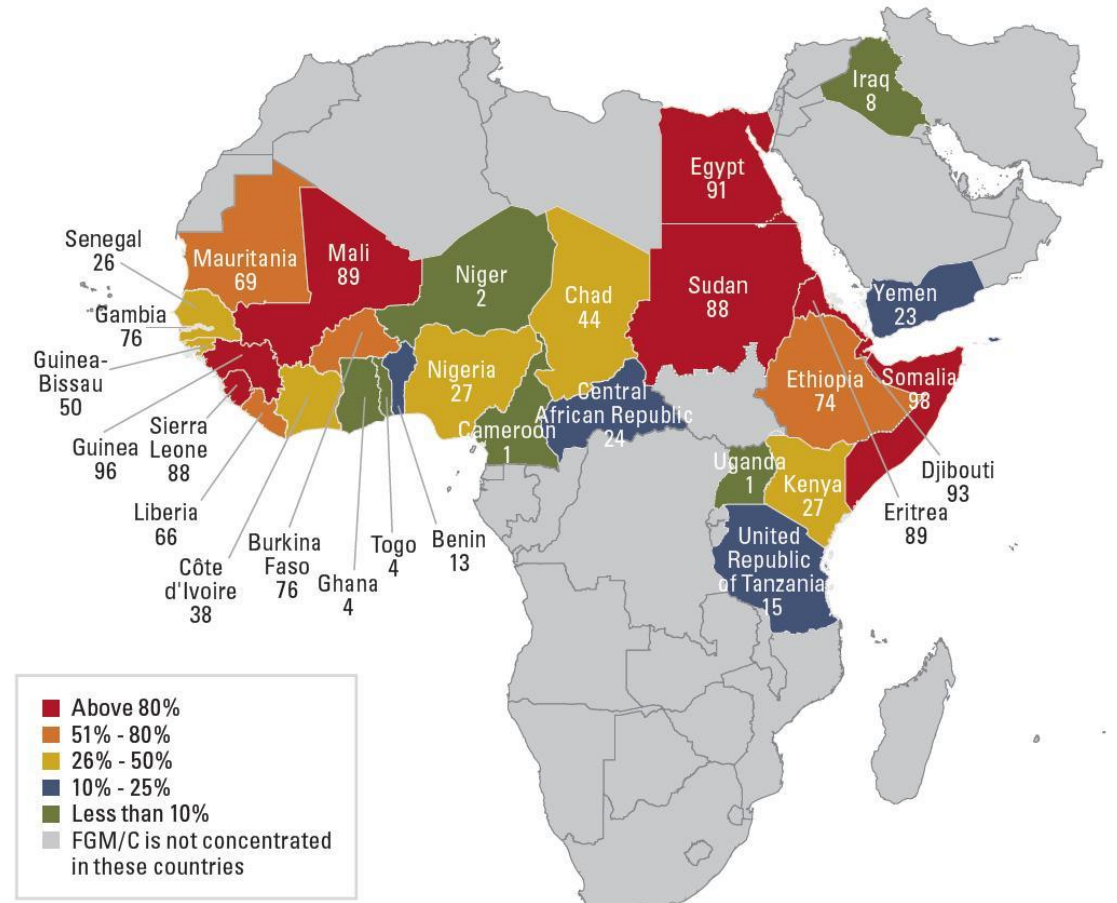 Iraq
8
Egypt
91
Senegal
26
Mauritania
69
Mali
89
Niger
2
Chad
44
Sudan
88
Yemen
23
Gambia
76
Guinea-
Bissau
50
Nigeria
27
Ethiopia
74
Somalia
98
Central
African Republic
24
Cameroon
1
Guinea
96
Sierra
Leone
88
Uganda
1
Kenya
27
Djibouti
93
Eritrea
89
Liberia
66
Côte
d'Ivoire
38
Burkina
Faso
76
Ghana
4
Togo
4
Benin
13
United
Republic
of Tanzania
15
Above 80%
51% - 80%
26% - 50%
10% - 25%
Less than 10%
FGM/C is not concentrated
in these countries